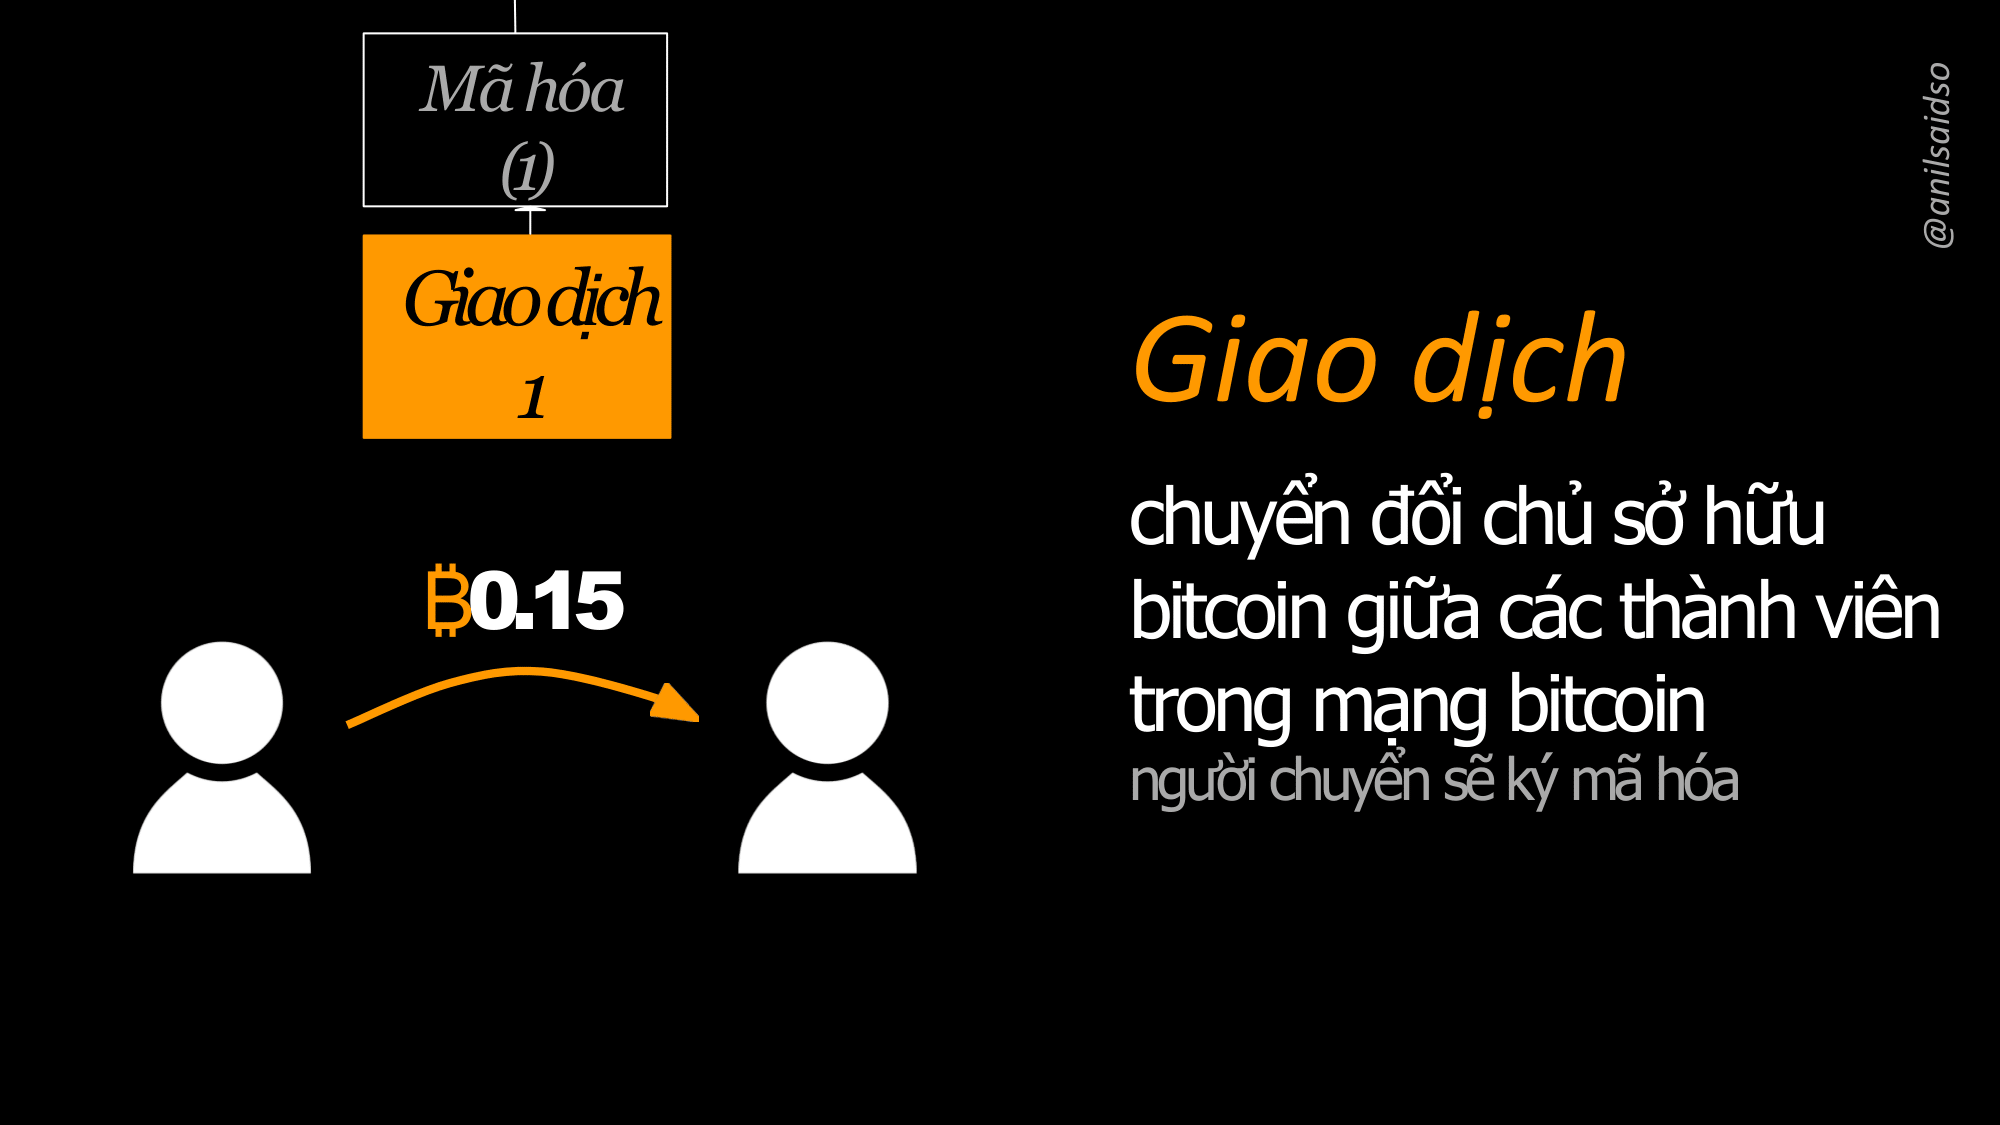 Mã hóa
(1)
Giao dịch
1
₿0.15
Giao dịch
chuyển đổi chủ sở hữu
bitcoin giữa các thành viên
trong mạng bitcoin
người chuyển sẽ ký mã hóa
@anilsaidso